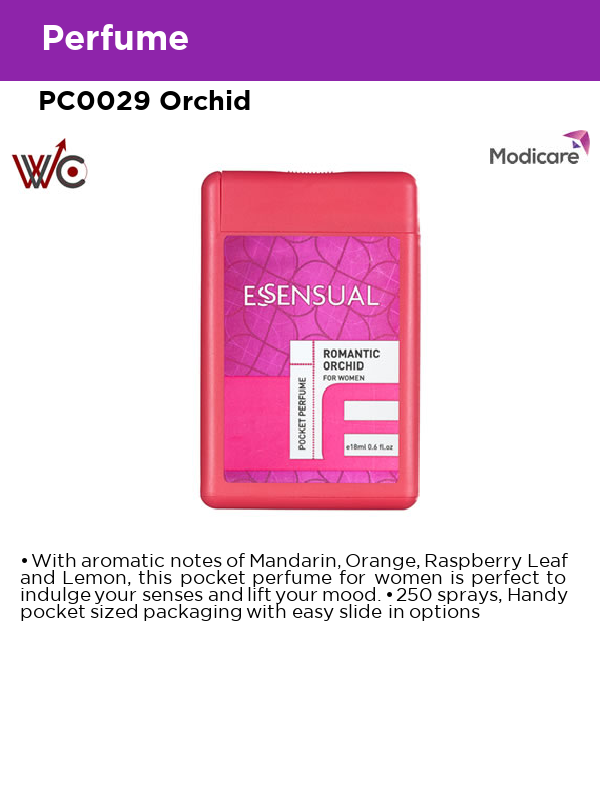 Perfume
PC0029 Orchid
WC
Modicare
ESSENSUAL
ROMANTIC
ORCHID
FOR WOMEN
POCKET PERFUME
e18ml 0.6 fl.oz
• With aromatic notes of Mandarin, Orange, Raspberry Leaf
and Lemon, this pocket perfume for women is perfect to
indulge your senses and lift your mood. • 250 sprays, Handy
pocket sized packaging with easy slide in options